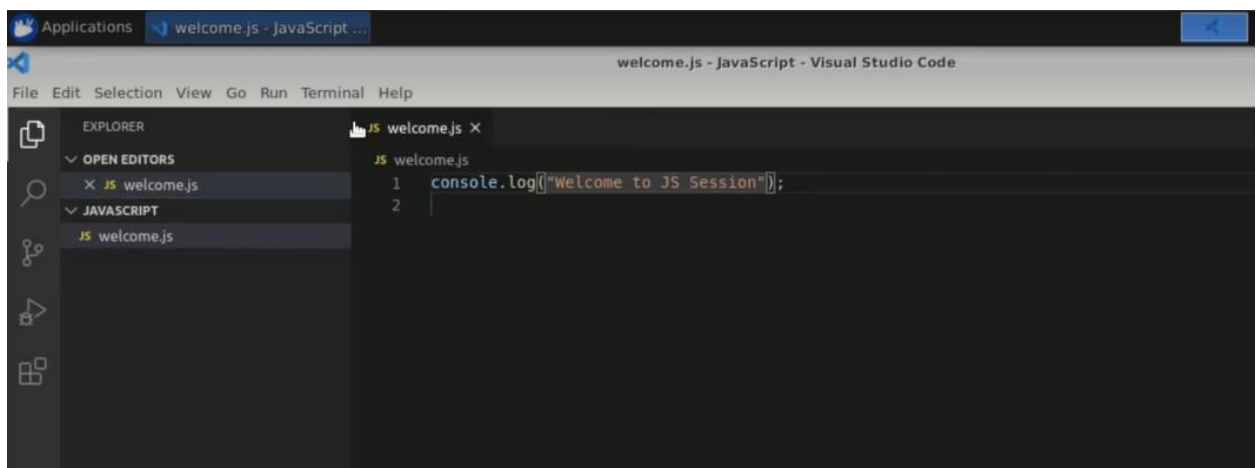 Applications welcome.js - JavaScript ...
welcome.js - JavaScript - Visual Studio Code
File Edit Selection View Go Run Terminal Help
EXPLORER
OPEN EDITORS
JS welcome.js
JAVASCRIPT
JS welcome.js
JS welcome.js
JS welcome.js
1 console.log("Welcome to JS Session");
2